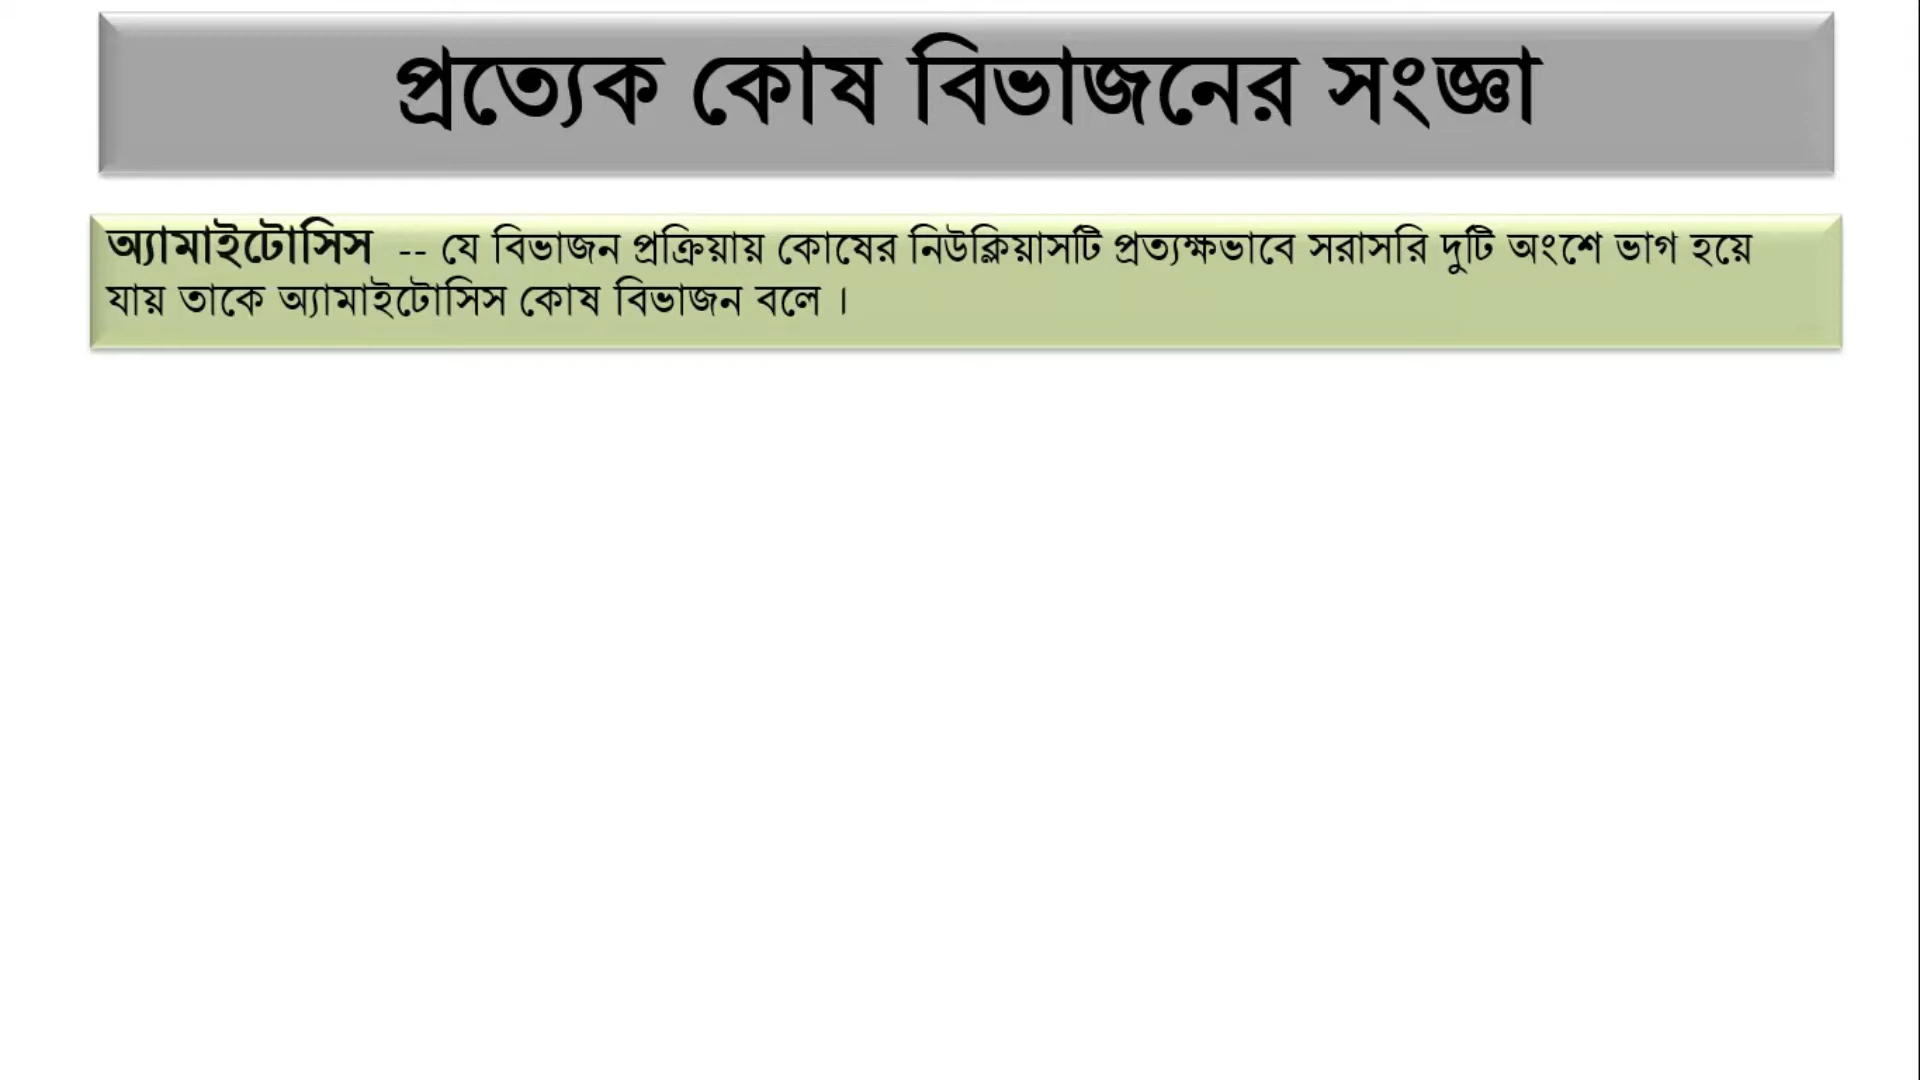 প্রত্যেক কোষ বিভাজনের সংজ্ঞা
অ্যামাইটোসিস -- যে বিভাজন প্রক্রিয়ায় কোষের নিউক্লিয়াসটি প্রত্যক্ষভাবে সরাসরি দুটি অংশে ভাগ হয়ে
যায় তাকে অ্যামাইটোসিস কোষ বিভাজন বলে ।